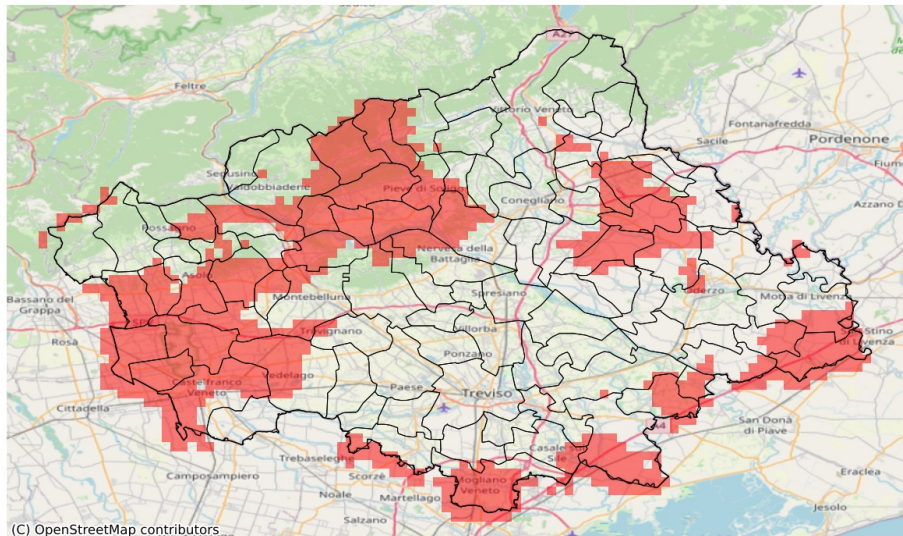 A27
Feltre
Vittorio Veneto
Fontanafredda
Sacile
Pordenone
Fiume
Segusino
Valdobbiadene
Pieve di Soligo
Conegliano
Azzano D
Possagno
Nervesa della
Battaglia
Asolo
Bassano del
Grappa
Montebelluna
Spresiano
Oderzo
Motta di Livenza
Rosà
Trevignano
Villorba
Stino
di Livenza
Ponzano
Castelfranco
Veneto
Vedelago
Paese
Treviso
Cittadella
San Donà
di Piave
A4
Casale sul
Sile
Trebaseleghe
Camposampiero
Scorzè
Mogliano
Veneto
Eraclea
Noale
Martellago
Jesolo
Salzano
(C) OpenStreetMap contributors